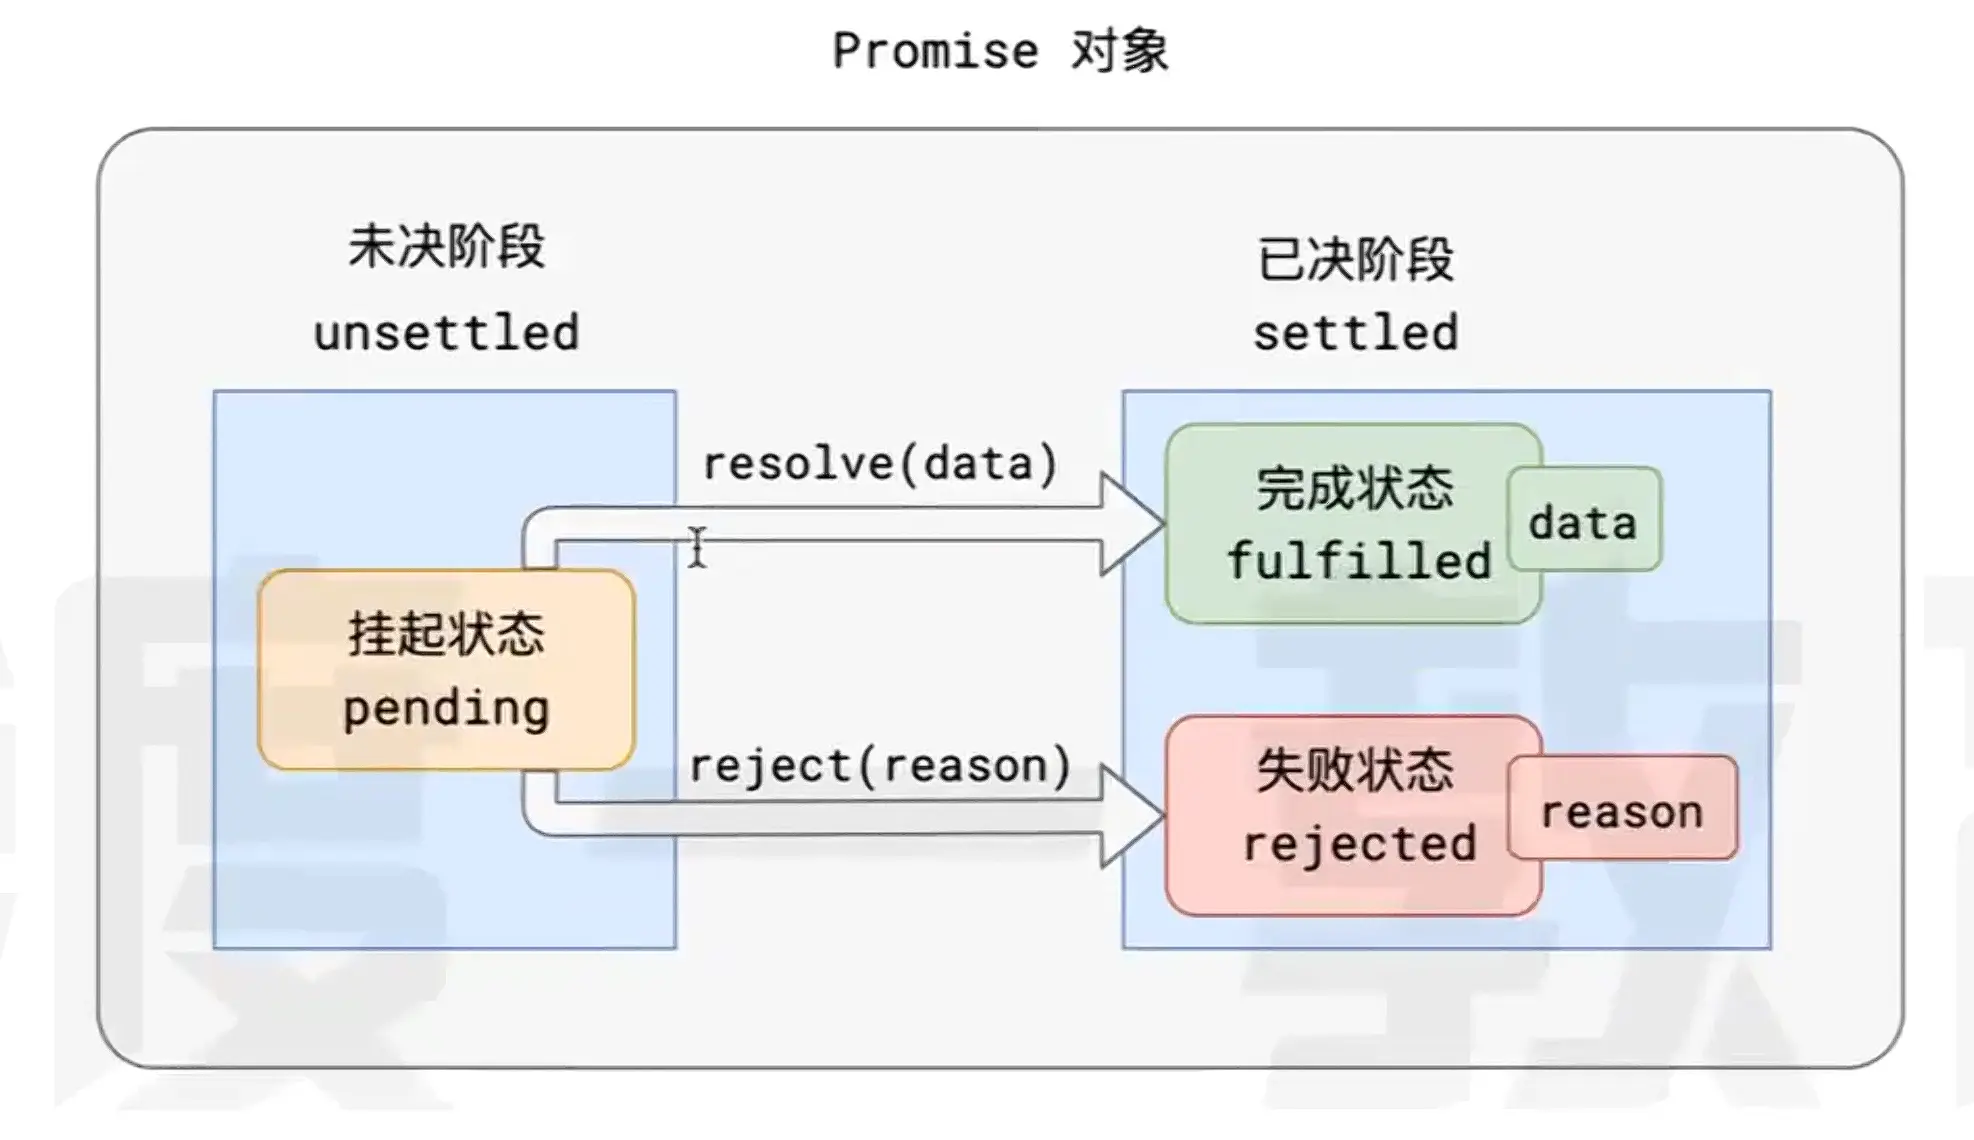 Promise 对象
未决阶段
unsettled
已决阶段
settled
挂起状态
pending
resolve(data)
reject(reason)
完成状态
fulfilled
data
失败状态
rejected
reason